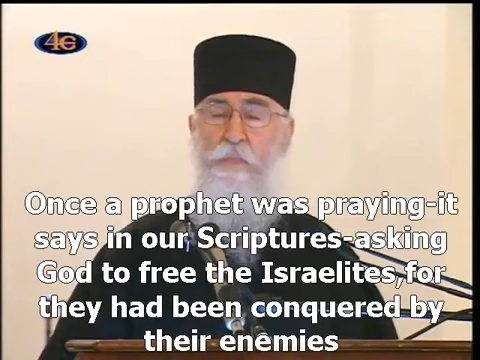 4E
Once a prophet was praying-it
says in our Scriptures-asking
God to free the Israelites,for
they had been conquered by
their enemies